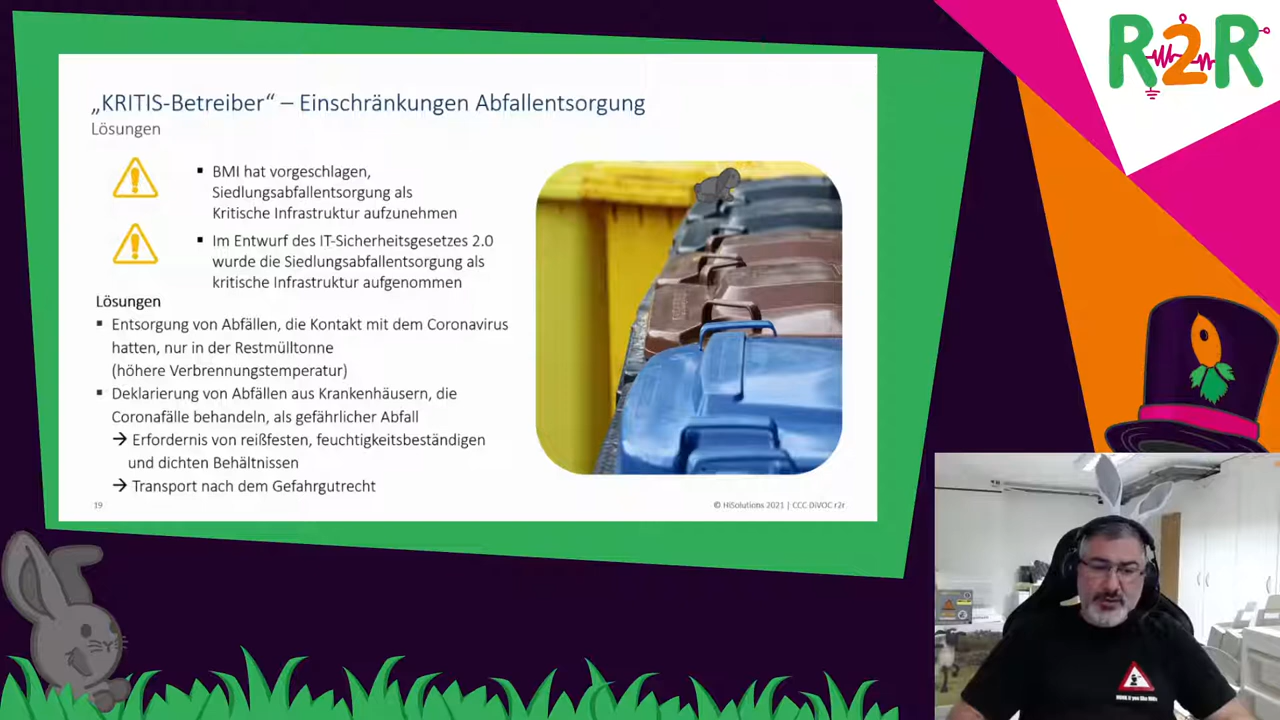 R2R
„KRITIS-Betreiber“ – Einschränkungen Abfallentsorgung
Lösungen
▪ BMI hat vorgeschlagen,
Siedlungsabfallentsorgung als
Kritische Infrastruktur aufzunehmen
▪ Im Entwurf des IT-Sicherheitsgesetzes 2.0
wurde die Siedlungsabfallentsorgung als
kritische Infrastruktur aufgenommen
Lösungen
▪ Entsorgung von Abfällen, die Kontakt mit dem Coronavirus
hatten, nur in der Restmülltonne
(höhere Verbrennungstemperatur)
▪ Deklarierung von Abfällen aus Krankenhäusern, die
Coronafälle behandeln, als gefährlicher Abfall
→ Erfordernis von reißfesten, feuchtigkeitsbeständigen
und dichten Behältnissen
→ Transport nach dem Gefahrgutrecht
19
© HiSolutions 2021 | CCC DiVOC r2r